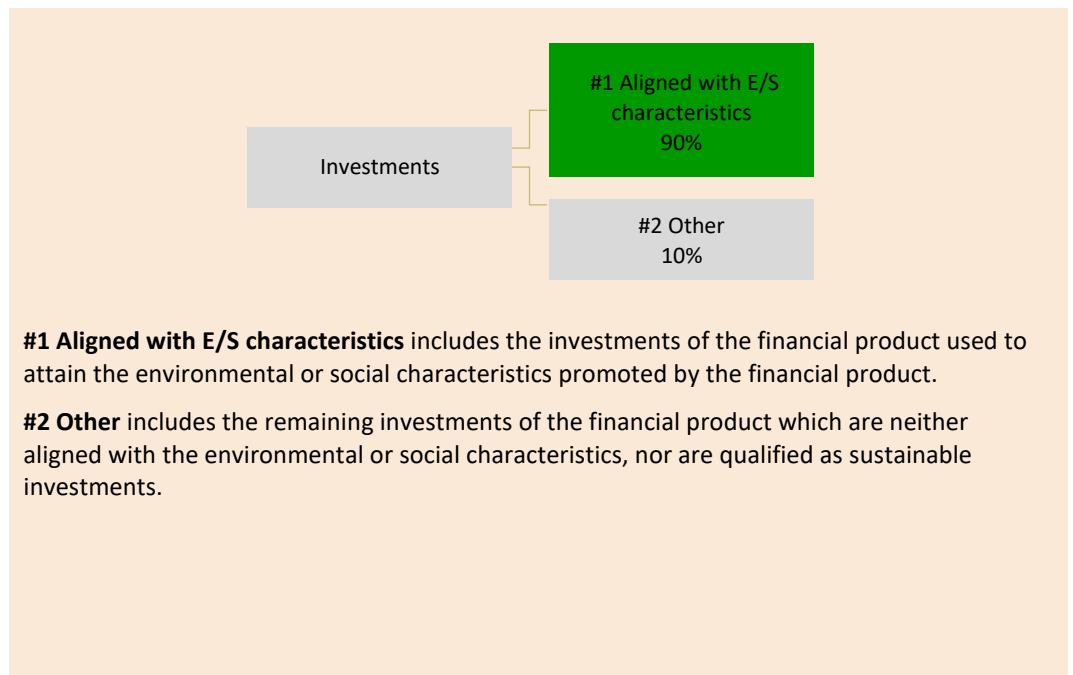 #1 Aligned with E/S
characteristics
90%
Investments
#2 Other
10%
#1 Aligned with E/S characteristics includes the investments of the financial product used to
attain the environmental or social characteristics promoted by the financial product.
#2 Other includes the remaining investments of the financial product which are neither
aligned with the environmental or social characteristics, nor are qualified as sustainable
investments.